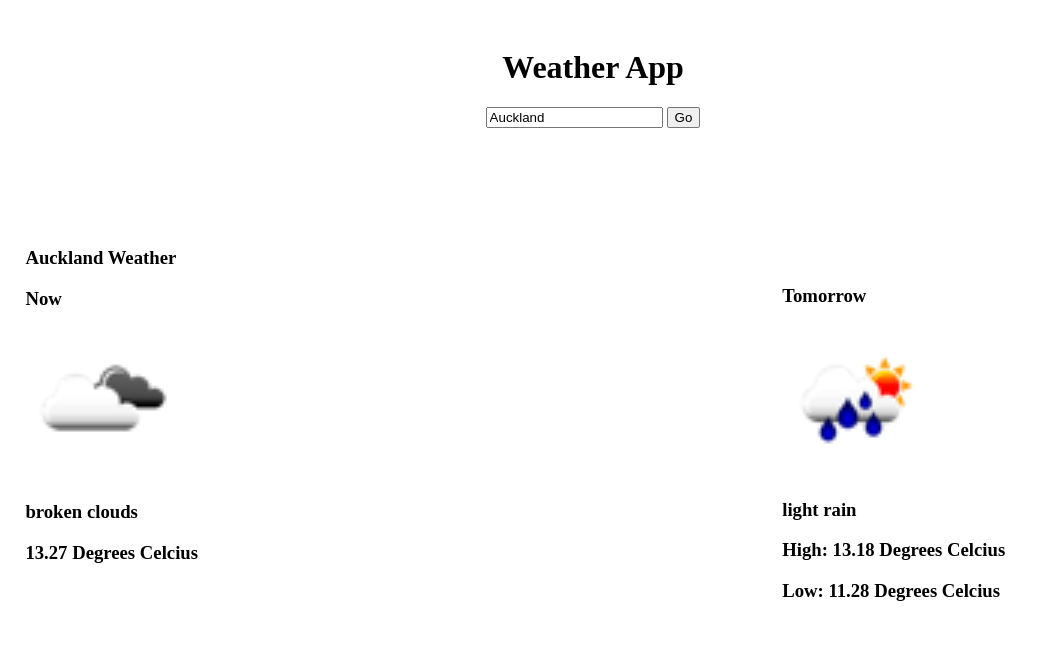 Weather App
Auckland Go
Auckland Weather
Now
broken clouds
13.27 Degrees Celcius
Tomorrow
light rain
High: 13.18 Degrees Celcius
Low: 11.28 Degrees Celcius